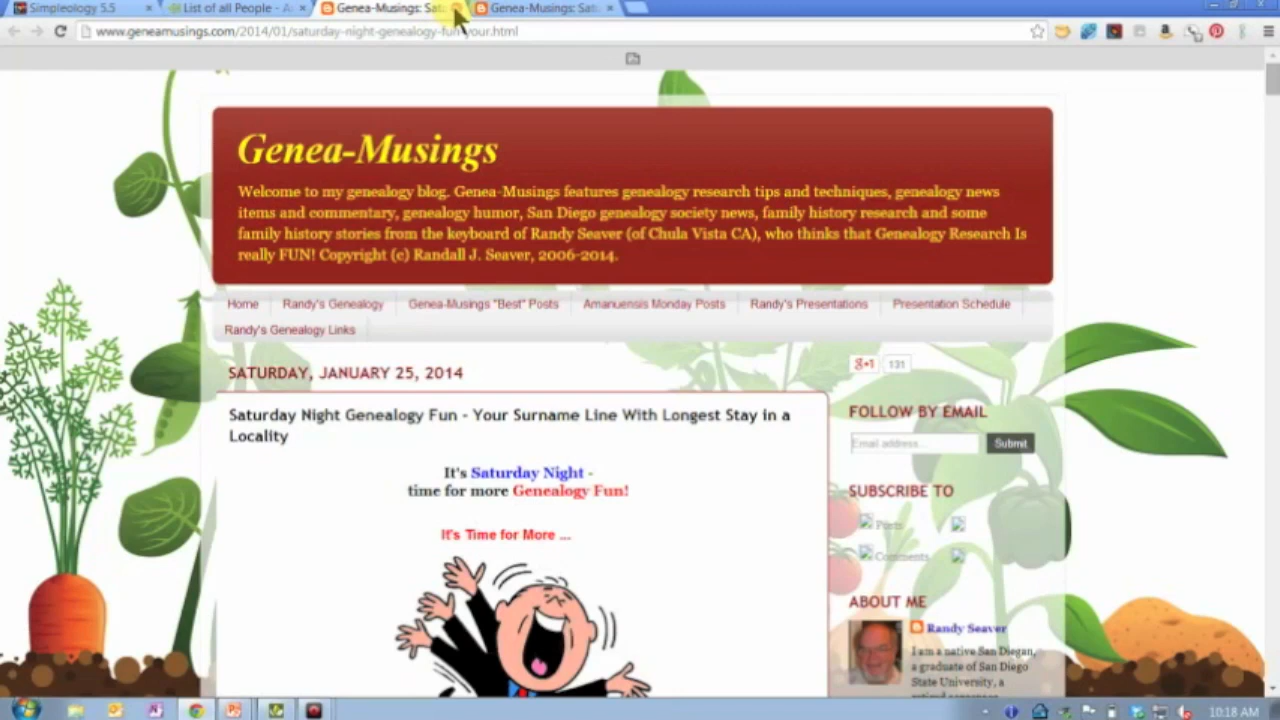 Simpleology 5.5
List of all People - A
Genea-Musings: Satu
Genea-Musings: Satu
www.geneamusings.com/2014/01/saturday-night-genealogy-fun-your.html
Genea-Musings
Welcome to my genealogy blog. Genea-Musings features genealogy research tips and techniques, genealogy news
items and commentary, genealogy humor, San Diego genealogy society news, family history research and some
family history stories from the keyboard of Randy Seaver (of Chula Vista CA), who thinks that Genealogy Research Is
really FUN! Copyright (c) Randall J. Seaver, 2006-2014.
Home Randy's Genealogy Genea-Musings "Best" Posts Amanuensis Monday Posts Randy's Presentations Presentation Schedule
Randy's Genealogy Links
SATURDAY, JANUARY 25, 2014
Saturday Night Genealogy Fun - Your Surname Line With Longest Stay in a
Locality
It's Saturday Night -
time for more Genealogy Fun!
It's Time for More ...
g+1 131
FOLLOW BY EMAIL
Email address... Submit
SUBSCRIBE TO
Posts
Comments
ABOUT ME
Randy Seaver
I am a native San Diegan,
a graduate of San Diego
State University, a
10:18 AM